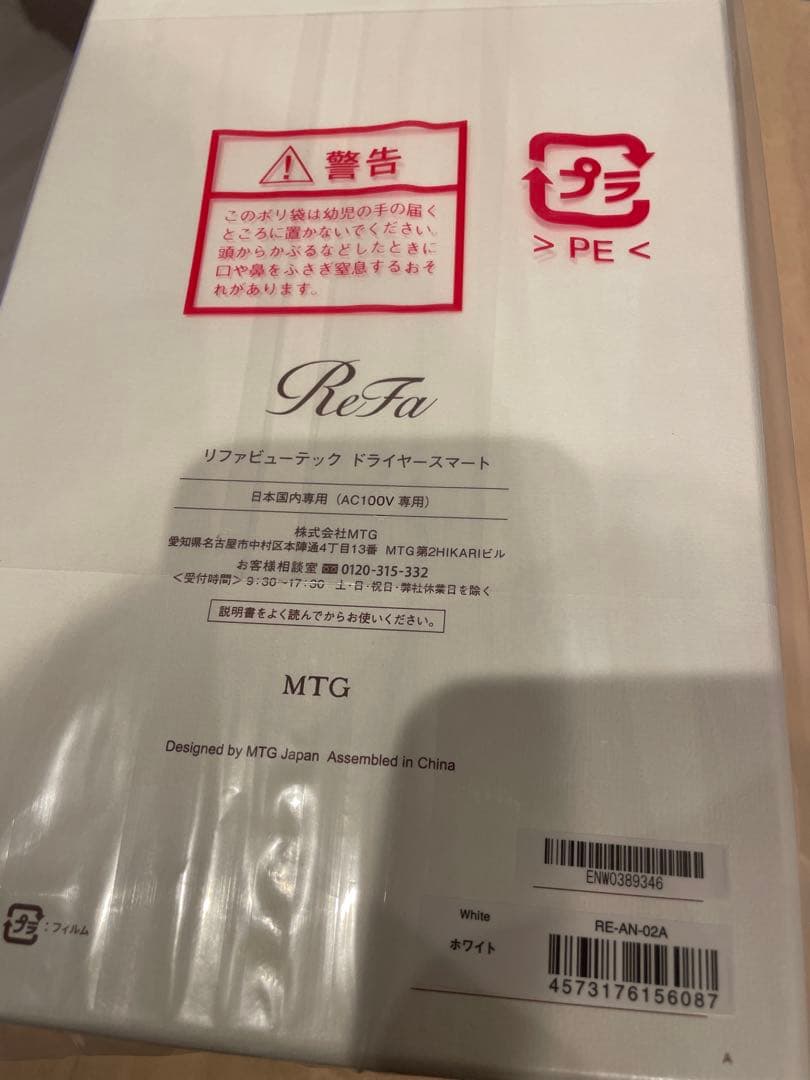 警告
このポリ袋は幼児の手の届く
ところに置かないでください。
頭からかぶるなどしたときに
口や鼻をふさぎ窒息するおそ
れがあります。
プラ
> PE <
ReFa
リファビューテック ドライヤースマート
日本国内専用（AC100V 専用）
株式会社MTG
愛知県名古屋市中村区本陣通4丁目13番 MTG第2HIKARIビル
お客様相談室 0120-315-332
＜受付時間＞ 9:30～17:30 土・日・祝日・弊社休業日を除く
説明書をよく読んでからお使いください。
MTG
Designed by MTG Japan Assembled in China
ENW0389346
White
ホワイト
RE-AN-02A
4573176156087
プラ:フィルム
A